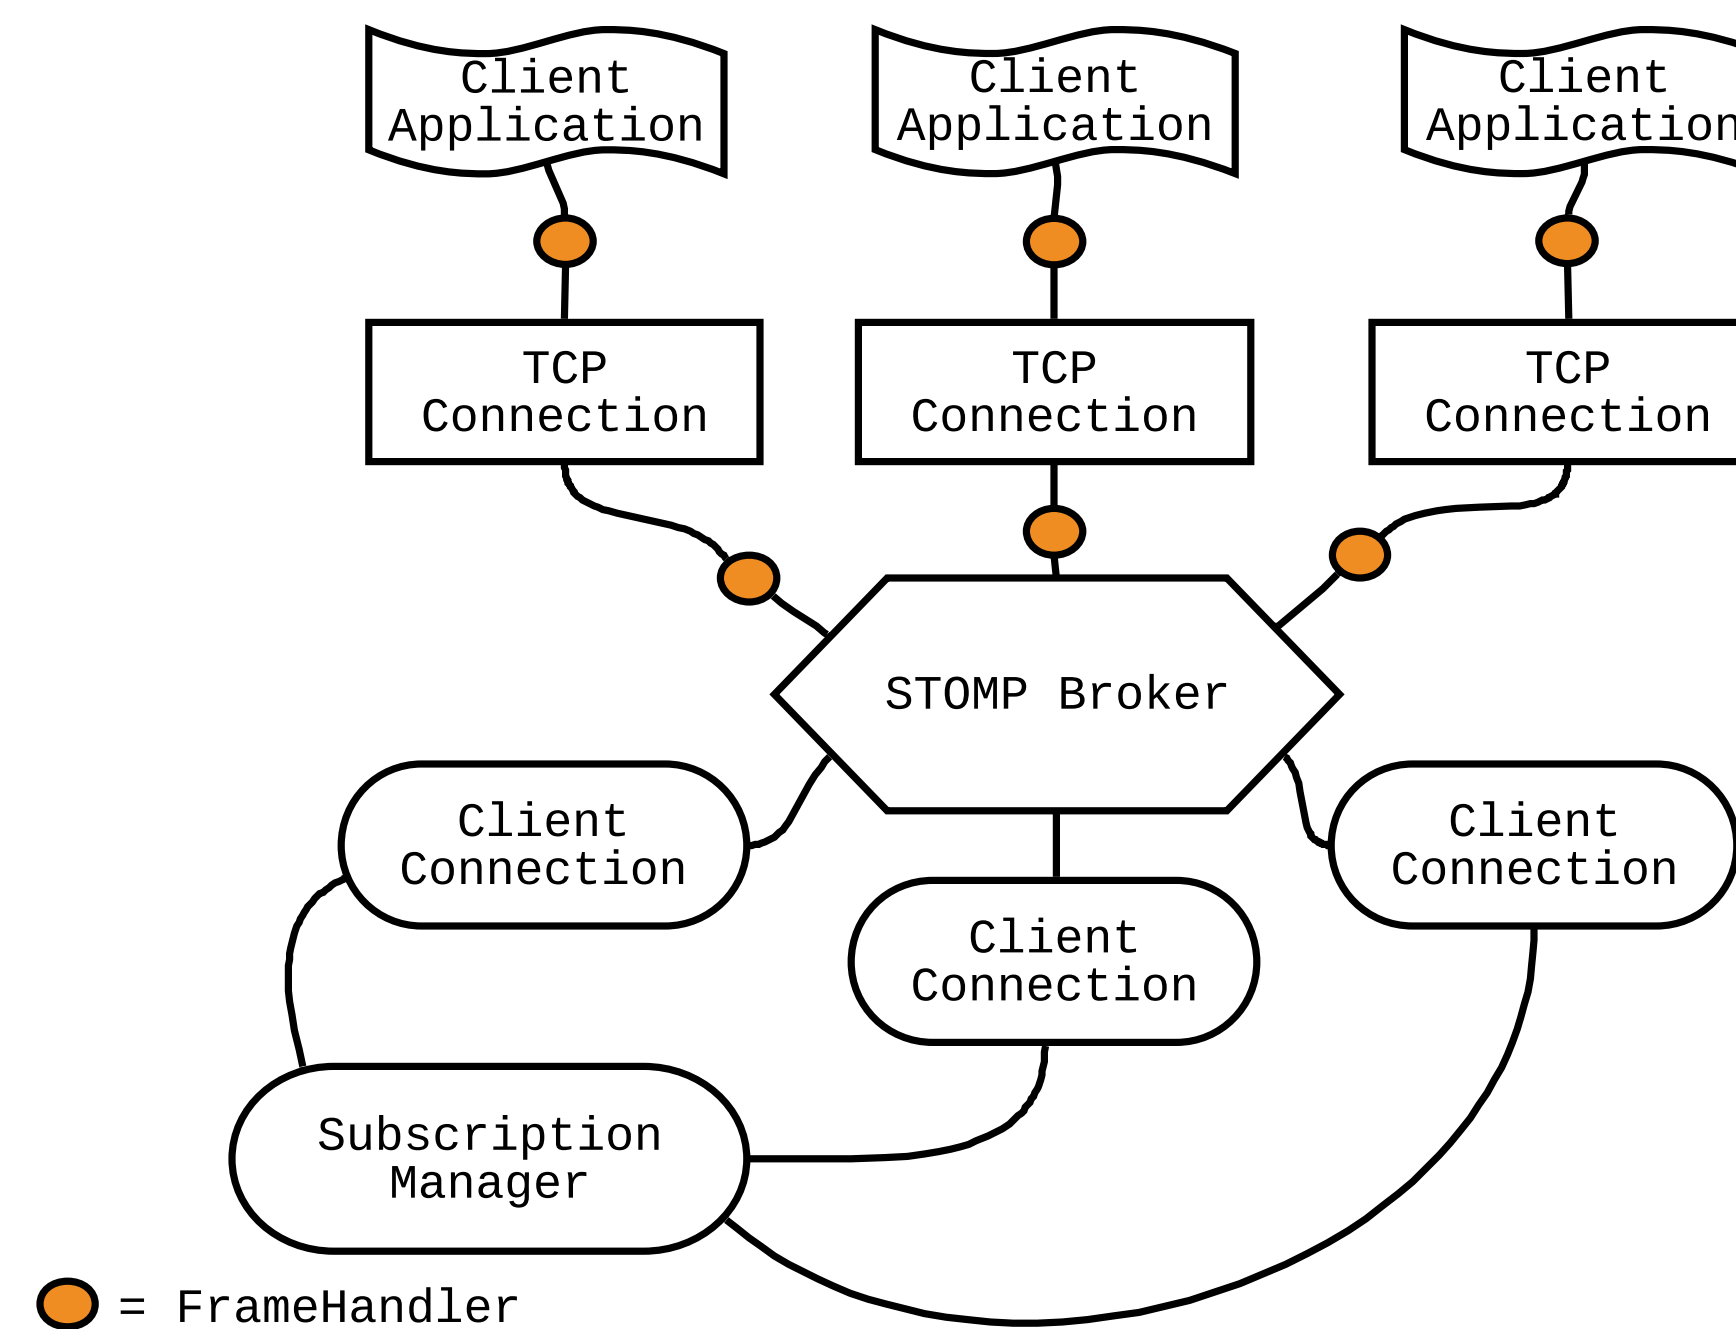 Client
Application
Client
Application
Client
Application
TCP
Connection
TCP
Connection
TCP
Connection
STOMP Broker
Client
Connection
Client
Connection
Client
Connection
Subscription
Manager
= FrameHandler